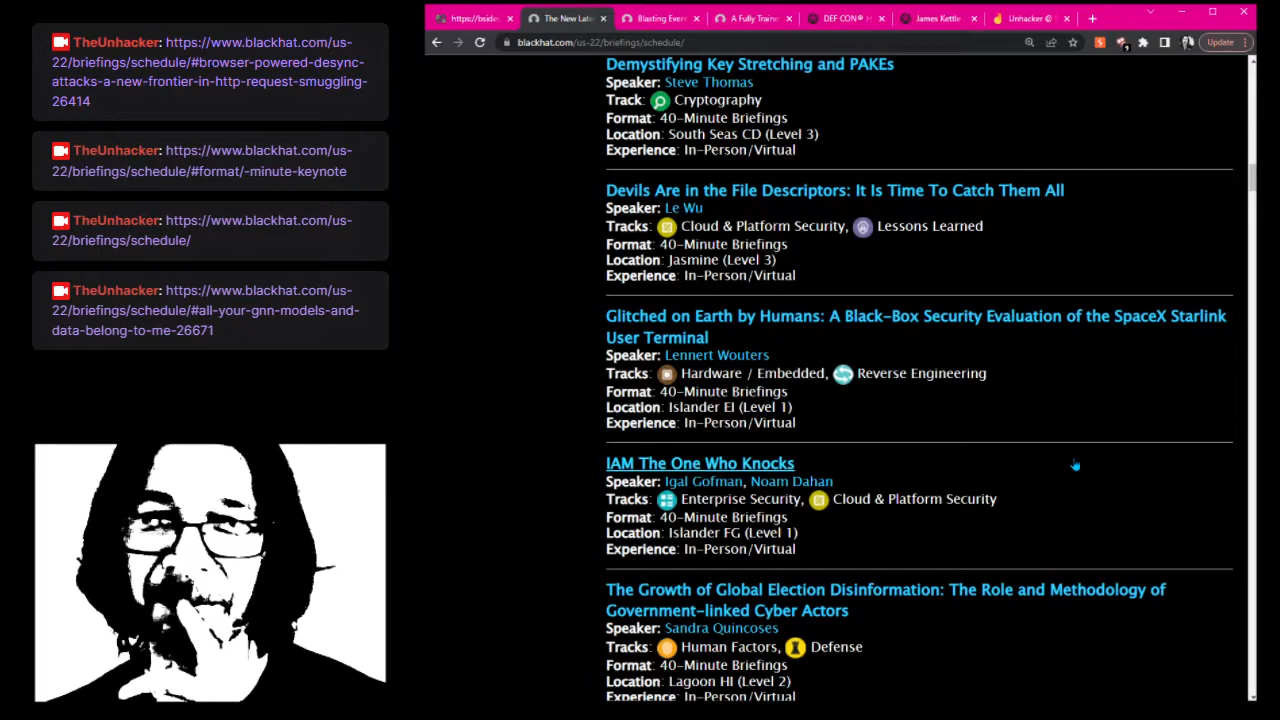 TheUnhacker: https://www.blackhat.com/us-
22/briefings/schedule/#browser-powered-desync-
attacks-a-new-frontier-in-http-request-smuggling-
26414
TheUnhacker: https://www.blackhat.com/us-
22/briefings/schedule/#format/-minute-keynote
TheUnhacker: https://www.blackhat.com/us-
22/briefings/schedule/
TheUnhacker: https://www.blackhat.com/us-
22/briefings/schedule/#all-your-gnn-models-and-
data-belong-to-me-26671
https://bsides
The New Late
Blasting Even
A Fully Traine
DEF CON® H
James Kettle
Unhacker @ S
blackhat.com/us-22/briefings/schedule/
Update
Demystifying Key Stretching and PAKEs
Speaker: Steve Thomas
Track: Cryptography
Format: 40-Minute Briefings
Location: South Seas CD (Level 3)
Experience: In-Person/Virtual
Devils Are in the File Descriptors: It Is Time To Catch Them All
Speaker: Le Wu
Tracks: Cloud & Platform Security, Lessons Learned
Format: 40-Minute Briefings
Location: Jasmine (Level 3)
Experience: In-Person/Virtual
Glitched on Earth by Humans: A Black-Box Security Evaluation of the SpaceX Starlink
User Terminal
Speaker: Lennert Wouters
Tracks: Hardware / Embedded, Reverse Engineering
Format: 40-Minute Briefings
Location: Islander EI (Level 1)
Experience: In-Person/Virtual
IAM The One Who Knocks
Speaker: Igal Gofman, Noam Dahan
Tracks: Enterprise Security, Cloud & Platform Security
Format: 40-Minute Briefings
Location: Islander FG (Level 1)
Experience: In-Person/Virtual
The Growth of Global Election Disinformation: The Role and Methodology of
Government-linked Cyber Actors
Speaker: Sandra Quincoses
Tracks: Human Factors, Defense
Format: 40-Minute Briefings
Location: Lagoon HI (Level 2)
Experience: In-Person/Virtual